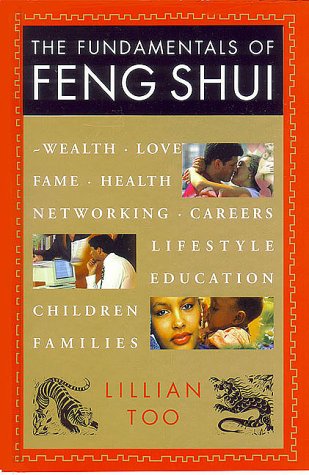 THE FUNDAMENTALS OF
FENG SHUI
~WEALTH · LOVE
FAME · HEALTH
NETWORKING · CAREERS
LIFESTYLE
EDUCATION
CHILDREN
FAMILIES
LILLIAN
TOO